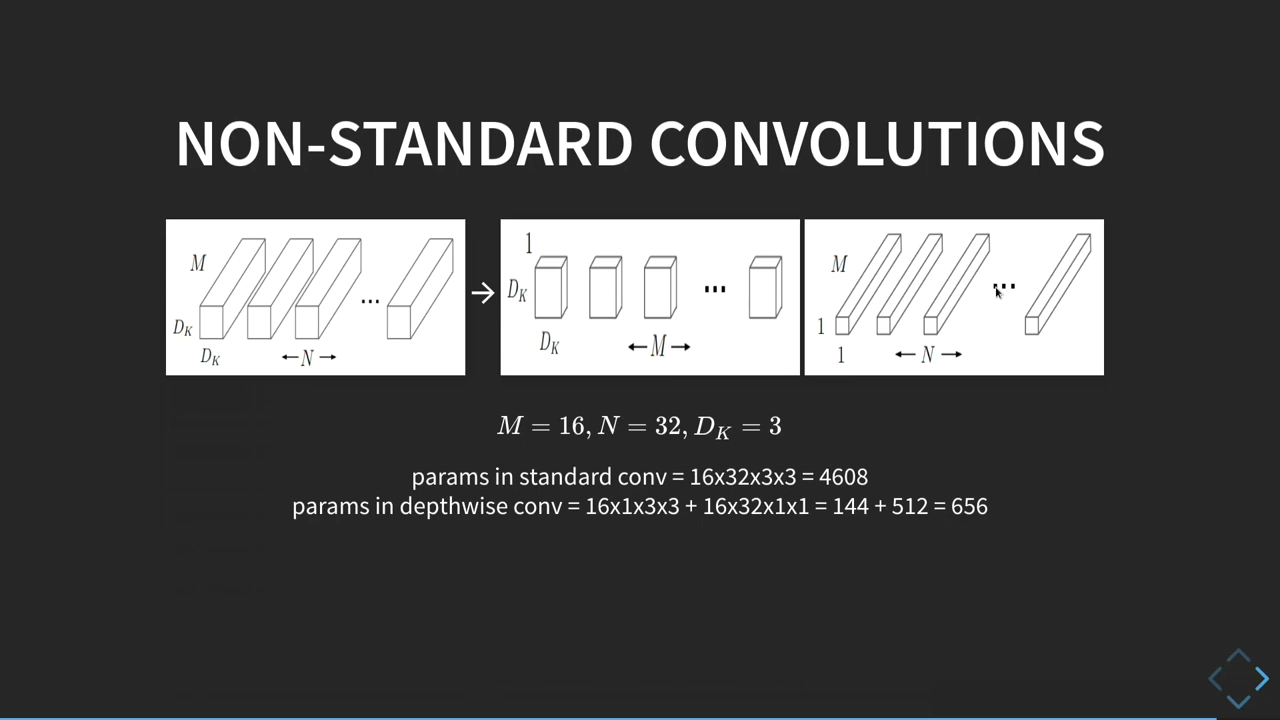 NON-STANDARD CONVOLUTIONS
M
D_K
D_K
← N →
...
→
1
D_K
D_K
← M →
...
M
1
1
← N →
...
M = 16, N = 32, D_K = 3
params in standard conv = 16x32x3x3 = 4608
params in depthwise conv = 16x1x3x3 + 16x32x1x1 = 144 + 512 = 656